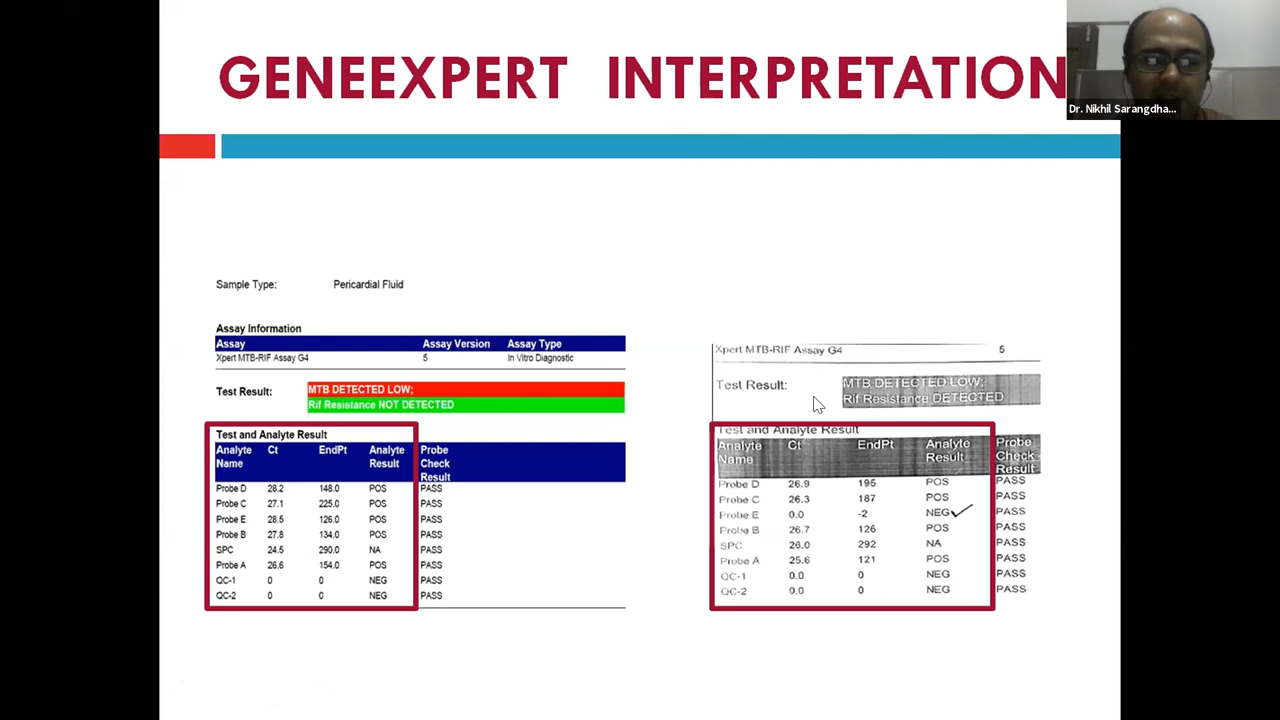 GENEEXPERT INTERPRETATION
Dr. Nikhil Sarangdha...
Sample Type: Pericardial Fluid
Assay Information
Assay Assay Version Assay Type
Xpert MTB-RIF Assay G4 5 In Vitro Diagnostic
Test Result: MTB DETECTED LOW;
Rif Resistance NOT DETECTED
Test and Analyte Result
Analyte Name Ct EndPt Analyte Result Probe Check Result
Probe D 28.2 148.0 POS PASS
Probe C 27.1 225.0 POS PASS
Probe E 28.5 126.0 POS PASS
Probe B 27.8 134.0 POS PASS
SPC 24.5 290.0 NA PASS
Probe A 26.6 154.0 POS PASS
QC-1 0 0 NEG PASS
QC-2 0 0 NEG PASS
Xpert MTB-RIF Assay G4 5
Test Result: MTB DETECTED LOW;
Rif Resistance DETECTED
Test and Analyte Result
Analyte Name Ct EndPt Analyte Result Probe Check Result
Probe D 26.9 195 POS PASS
Probe C 26.3 187 POS PASS
Probe E 0.0 -2 NEG PASS
Probe B 26.7 126 POS PASS
SPC 26.0 292 NA PASS
Probe A 25.6 121 POS PASS
QC-1 0.0 0 NEG PASS
QC-2 0.0 0 NEG PASS